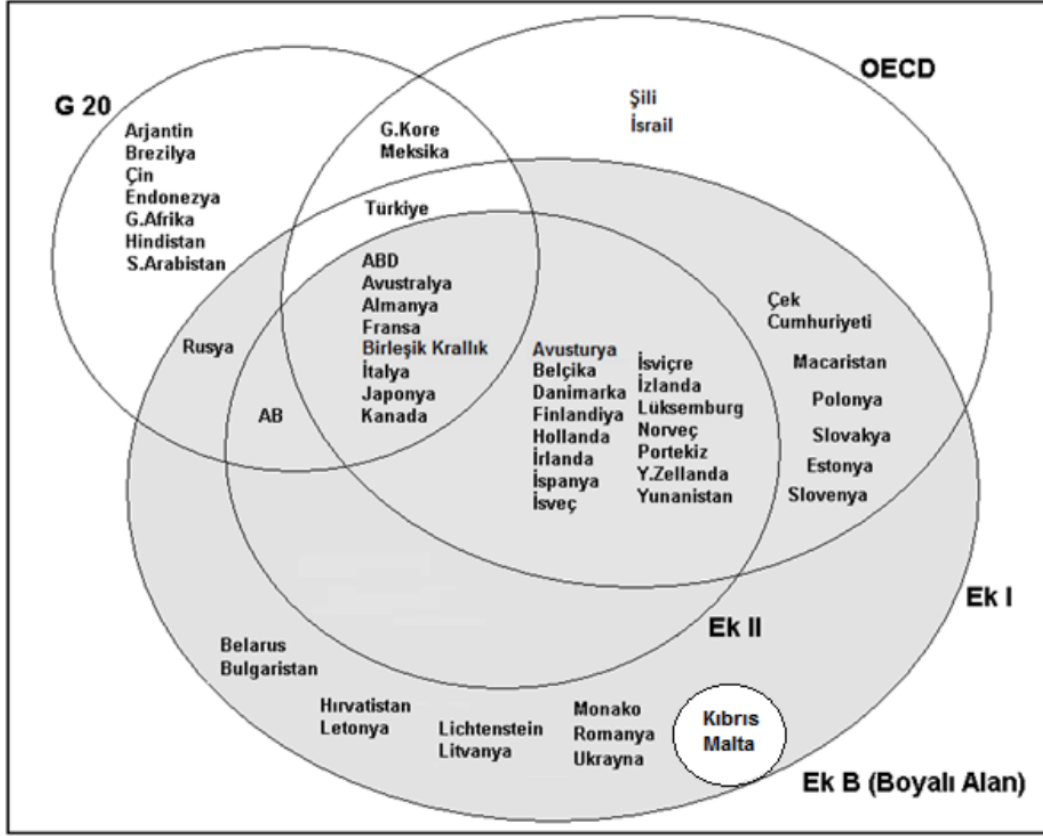 OECD
G 20
Şili
İsrail
Arjantin
Brezilya
Çin
Endonezya
G.Afrika
Hindistan
S.Arabistan
G.Kore
Meksika
Türkiye
ABD
Avustralya
Almanya
Fransa
Birleşik Krallık
İtalya
Japonya
Kanada
Rusya
AB
Avusturya
Belçika
Danimarka
Finlandiya
Hollanda
İrlanda
İspanya
İsveç
İsviçre
İzlanda
Lüksemburg
Norveç
Portekiz
Y.Zellanda
Yunanistan
Çek
Cumhuriyeti
Macaristan
Polonya
Slovakya
Estonya
Slovenya
Ek I
Ek II
Belarus
Bulgaristan
Hırvatistan
Letonya
Lichtenstein
Litvanya
Monako
Romanya
Ukrayna
Kıbrıs
Malta
Ek B (Boyalı Alan)